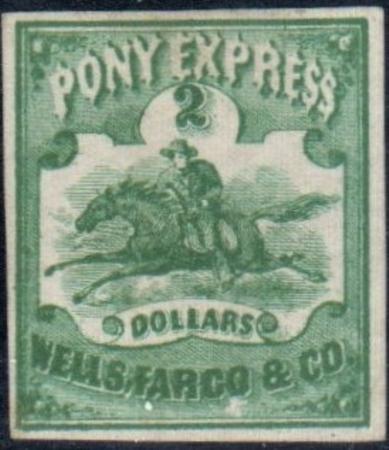 PONY EXPRESS
2
DOLLARS
WELLS, FARGO & CO.